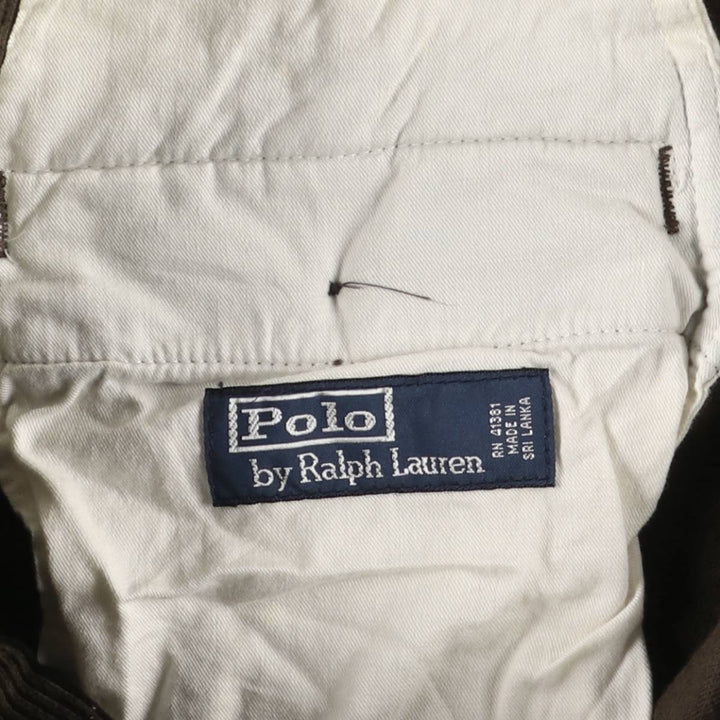 Polo
by Ralph Lauren
RN 41381
MADE IN
SRI LANKA